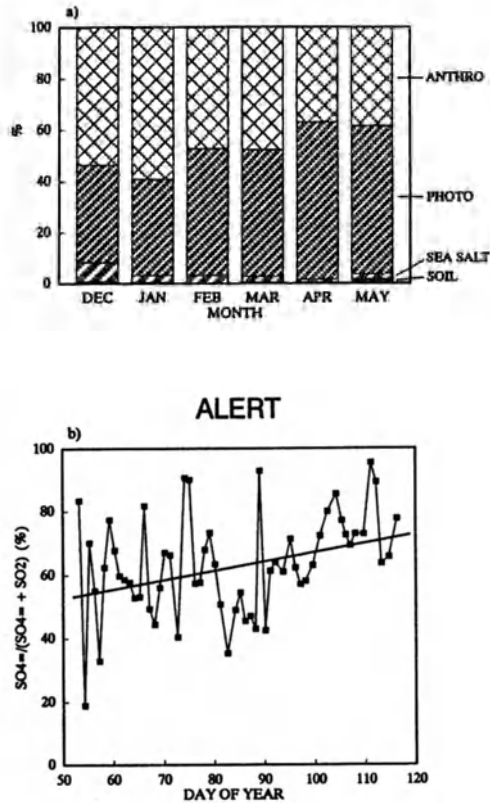 a)
100
80
60
40
20
0
%
ANTHRO
PHOTO
SEA SALT
SOIL
DEC JAN FEB MAR APR MAY
MONTH
ALERT
b)
100
80
60
40
20
0
SO4=/(SO4= + SO2) (%)
50 60 70 80 90 100 110 120
DAY OF YEAR